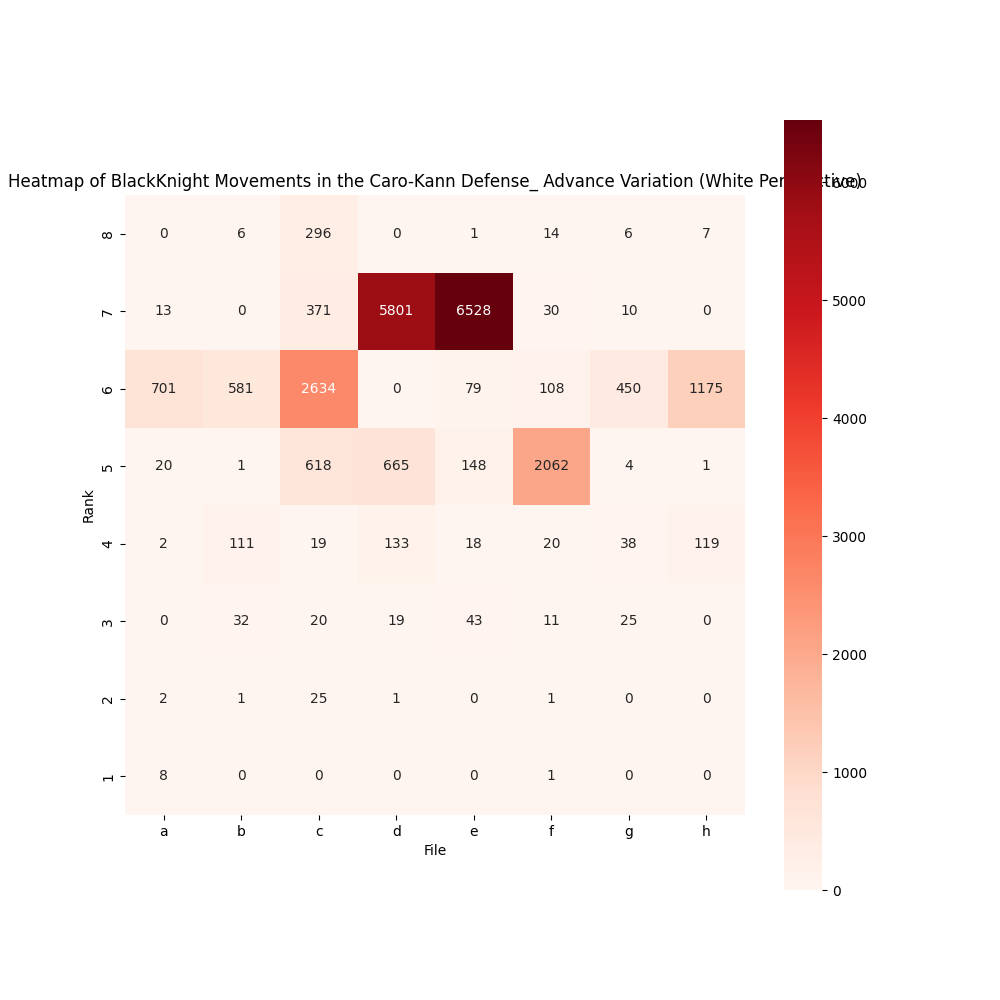 Heatmap of BlackKnight Movements in the Caro-Kann Defense_ Advance Variation (White
8 0 6 296 0 1 14 6 7
7 13 0 371 5801 6528 30 10 0
6 701 581 2634 0 79 108 450 1175
5 20 1 618 665 148 2062 4 1
4 2 111 19 133 18 20 38 119
3 0 32 20 19 43 11 25 0
2 2 1 25 1 0 1 0 0
1 8 0 0 0 0 1 0 0
a b c d e f g h
File
Rank
6000
5000
4000
3000
2000
1000
0